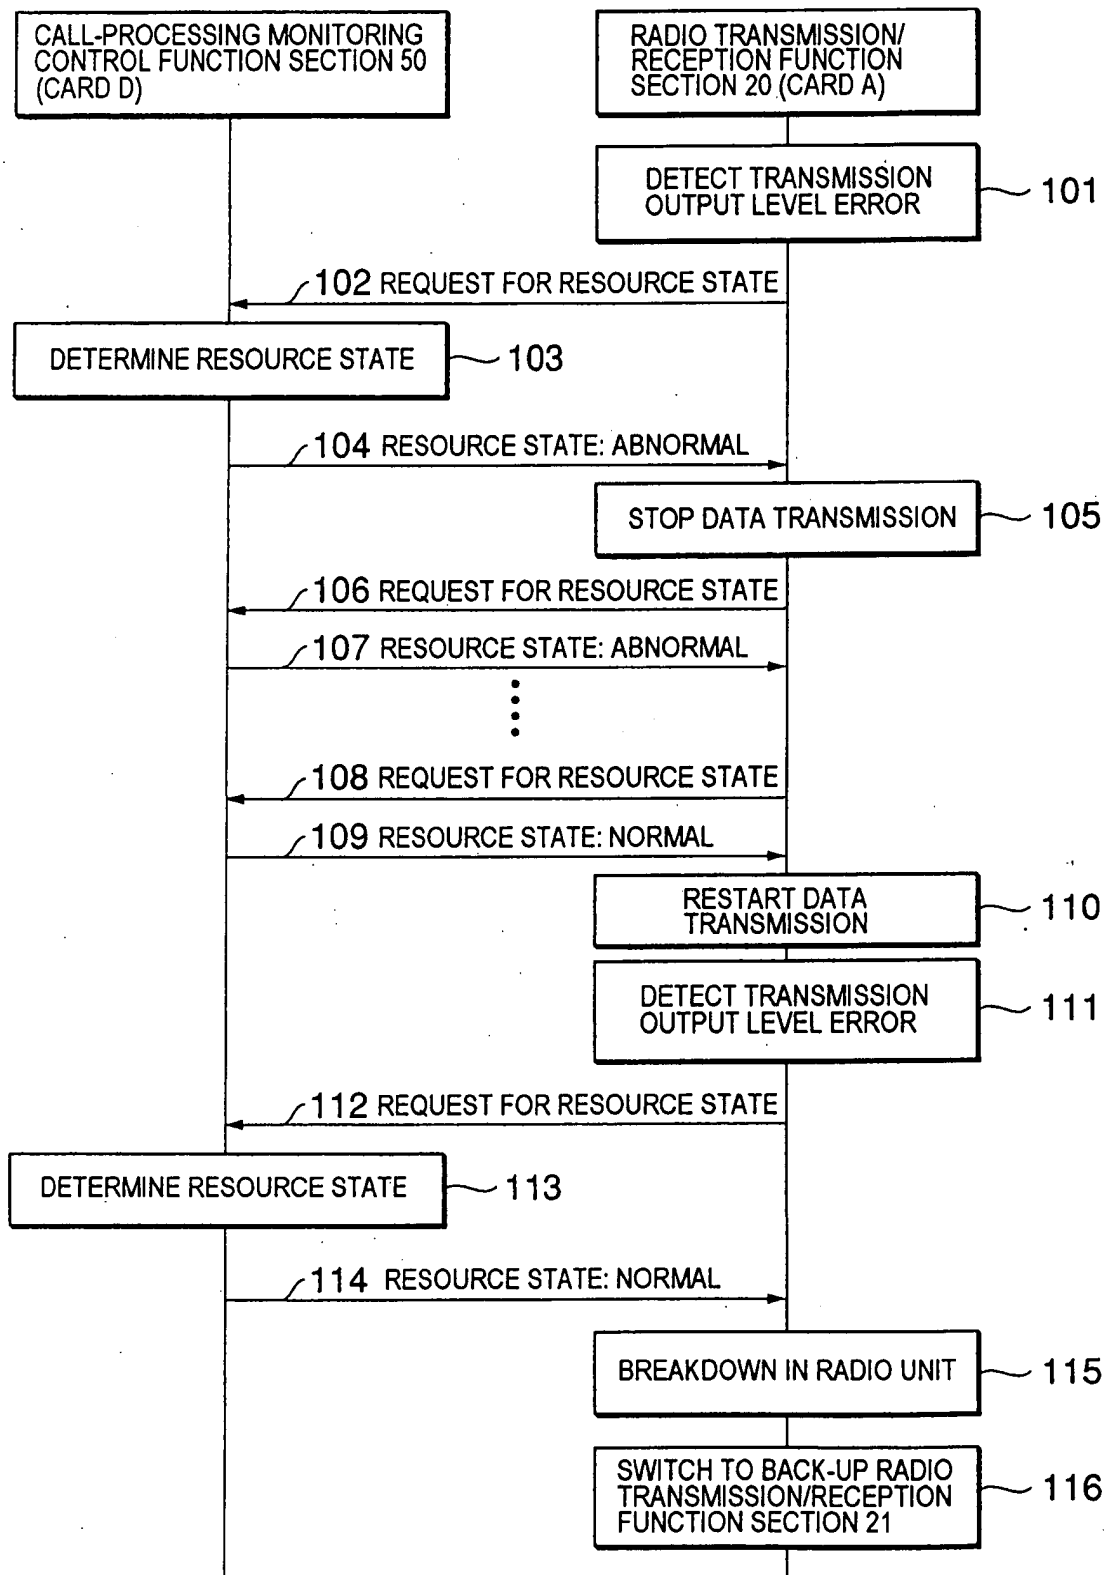 CALL-PROCESSING MONITORING
CONTROL FUNCTION SECTION 50
(CARD D)
RADIO TRANSMISSION/
RECEPTION FUNCTION
SECTION 20 (CARD A)
DETECT TRANSMISSION
OUTPUT LEVEL ERROR
101
102 REQUEST FOR RESOURCE STATE
DETERMINE RESOURCE STATE
103
104 RESOURCE STATE: ABNORMAL
STOP DATA TRANSMISSION
105
106 REQUEST FOR RESOURCE STATE
107 RESOURCE STATE: ABNORMAL
108 REQUEST FOR RESOURCE STATE
109 RESOURCE STATE: NORMAL
RESTART DATA
TRANSMISSION
110
DETECT TRANSMISSION
OUTPUT LEVEL ERROR
111
112 REQUEST FOR RESOURCE STATE
DETERMINE RESOURCE STATE
113
114 RESOURCE STATE: NORMAL
BREAKDOWN IN RADIO UNIT
115
SWITCH TO BACK-UP RADIO
TRANSMISSION/RECEPTION
FUNCTION SECTION 21
116